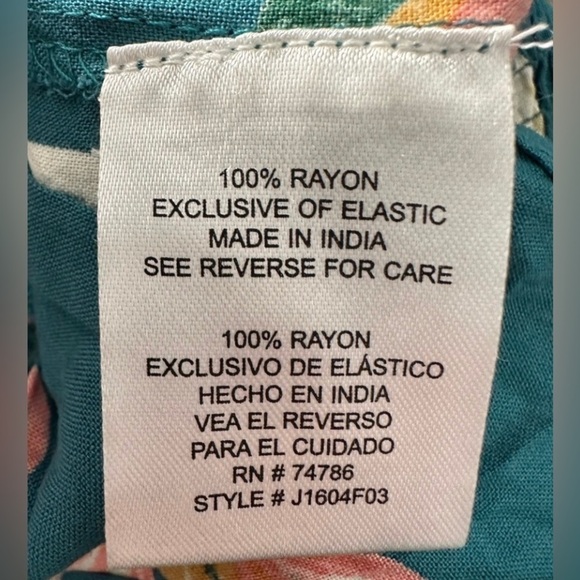 100% RAYON
EXCLUSIVE OF ELASTIC
MADE IN INDIA
SEE REVERSE FOR CARE
100% RAYON
EXCLUSIVO DE ELÁSTICO
HECHO EN INDIA
VEA EL REVERSO
PARA EL CUIDADO
RN # 74786
STYLE # J1604F03